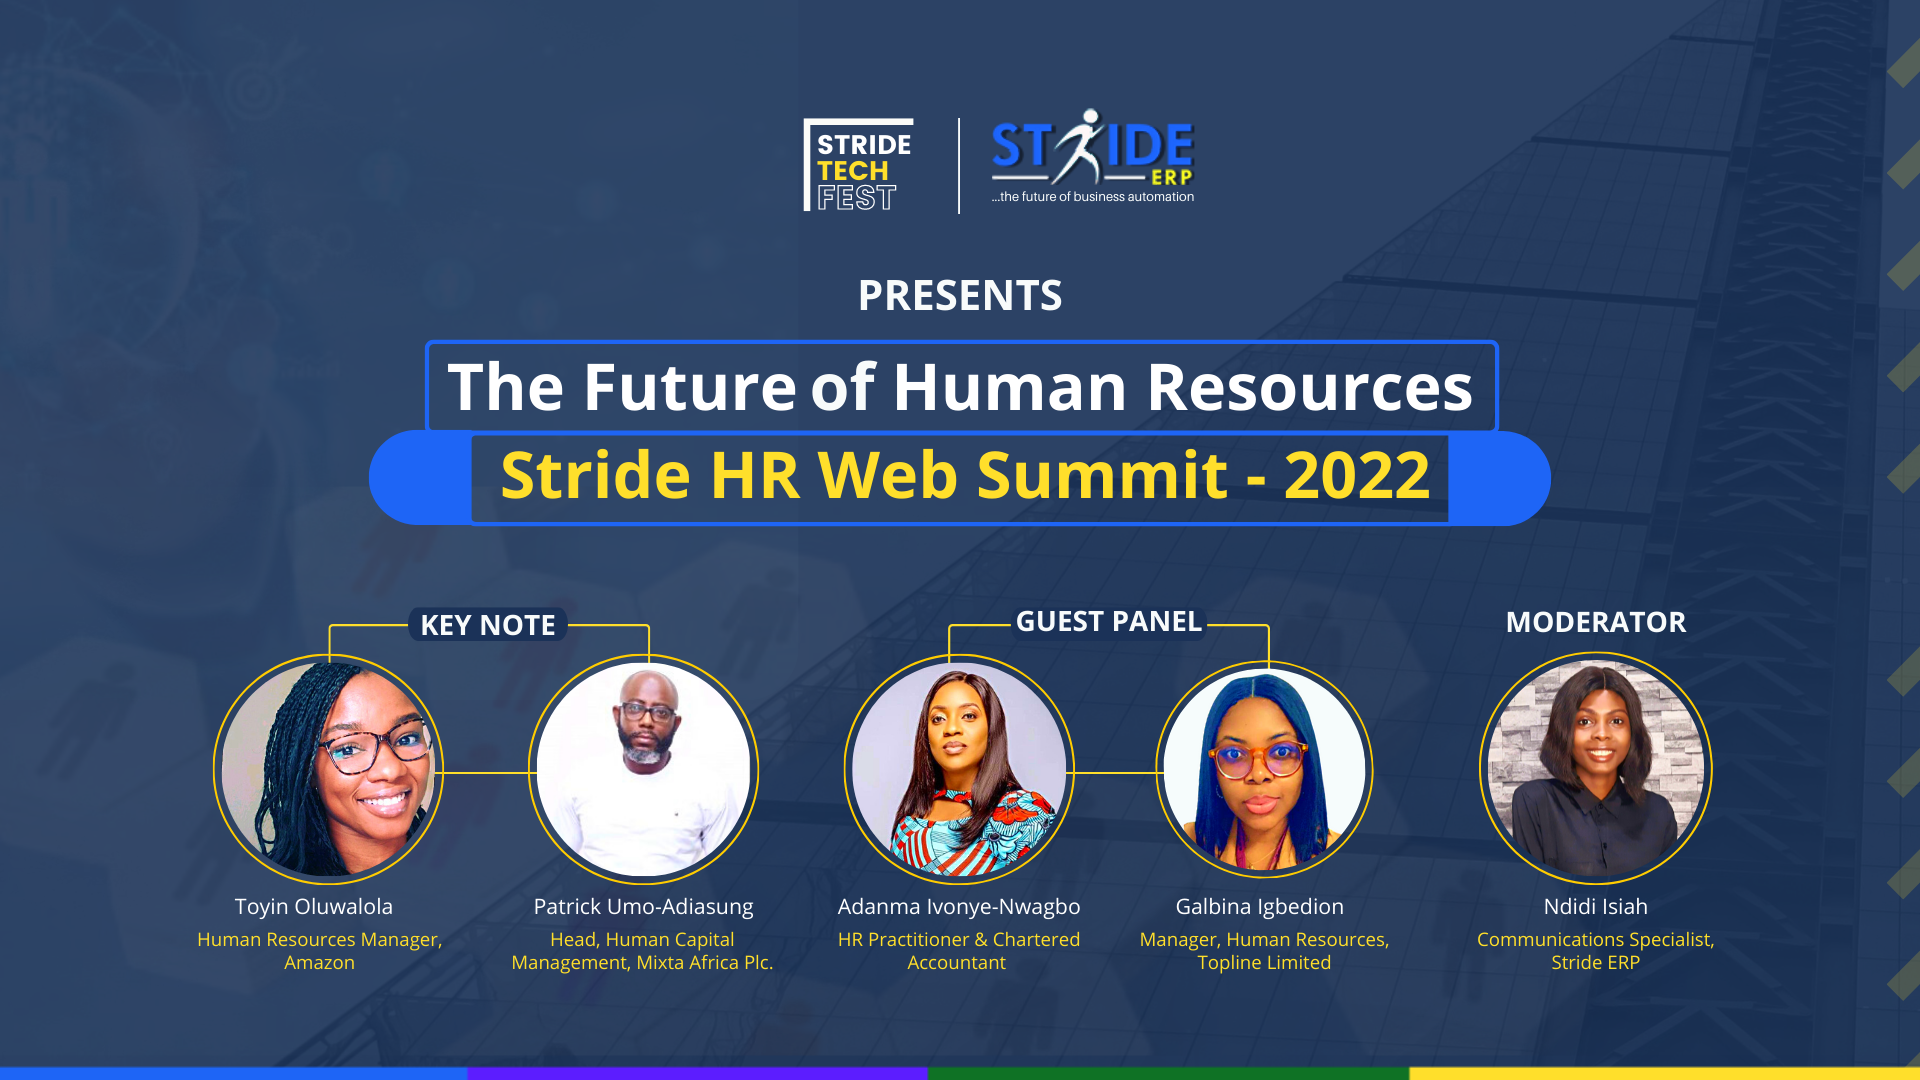 STRIDE
TECH
FEST
STRIDE
ERP
...the future of business automation
PRESENTS
The Future of Human Resources
Stride HR Web Summit - 2022
KEY NOTE
GUEST PANEL
MODERATOR
Toyin Oluwalola
Human Resources Manager,
Amazon
Patrick Umo-Adiasung
Head, Human Capital
Management, Mixta Africa Plc.
Adanma Ivonye-Nwagbo
HR Practitioner & Chartered
Accountant
Galbina Igbedion
Manager, Human Resources,
Topline Limited
Ndidi Isiah
Communications Specialist,
Stride ERP